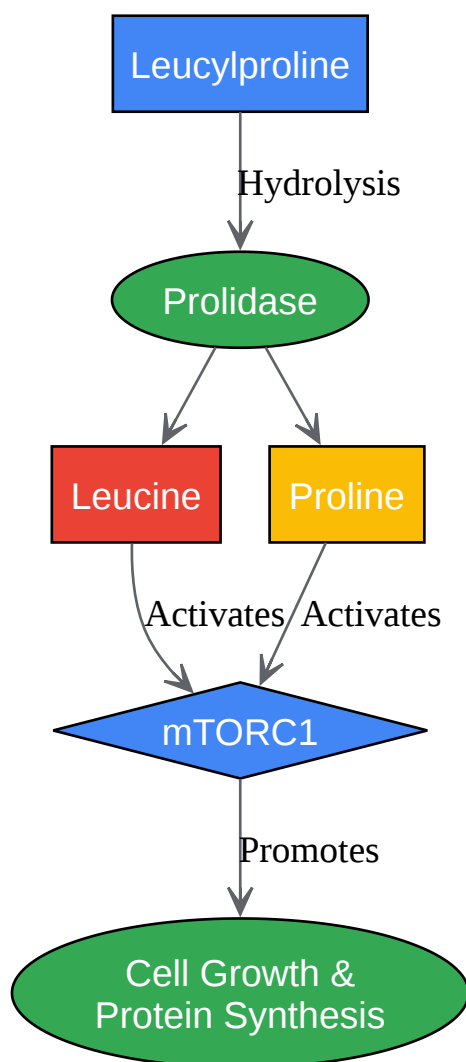 Leucylproline
Hydrolysis
Prolidase
Leucine
Proline
Activates
Activates
mTORC1
Promotes
Cell Growth &
Protein Synthesis